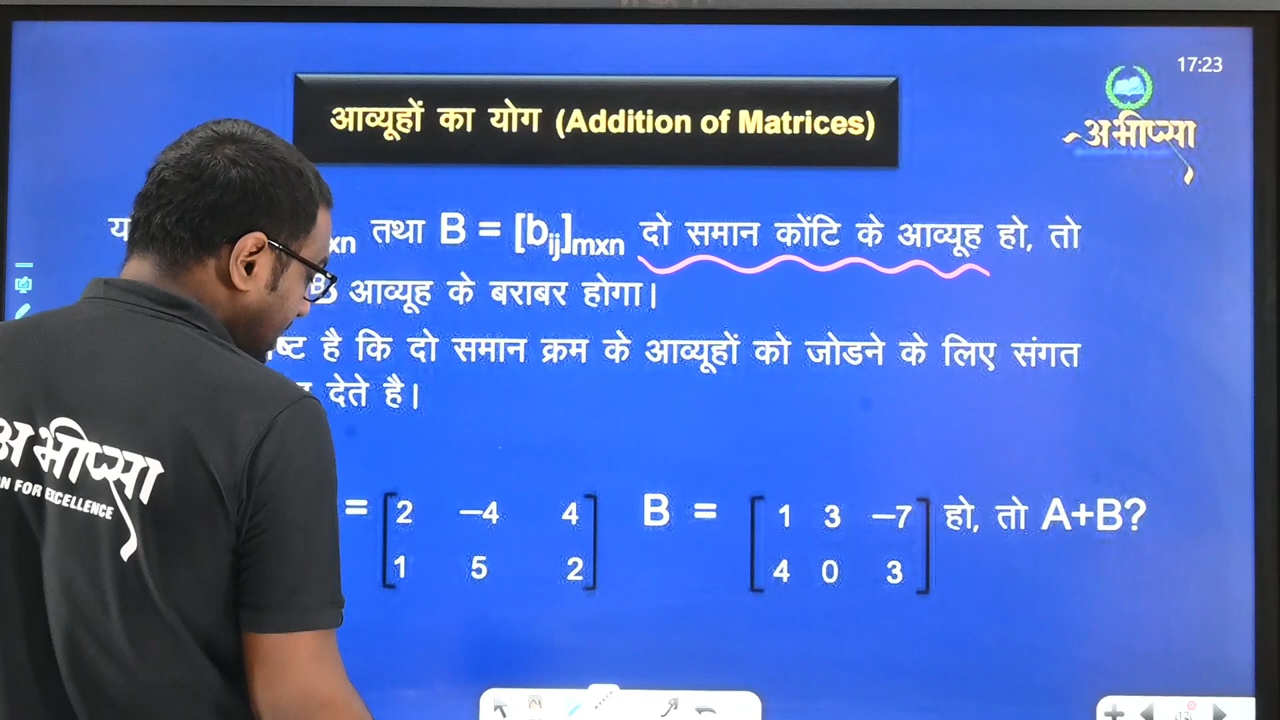 17:23
अभीप्सा
आव्यूहों का योग (Addition of Matrices)
तथा B = [bij]mxn दो समान कोंटि के आव्यूह हो, तो
B आव्यूह के बराबर होगा।
है कि दो समान क्रम के आव्यूहों को जोडने के लिए संगत
देते है।
= [2 –4 4] B = [1 3 –7] हो, तो A+B?
[1 5 2] [4 0 3]
अभीप्सा
N FOR EXCELLENCE